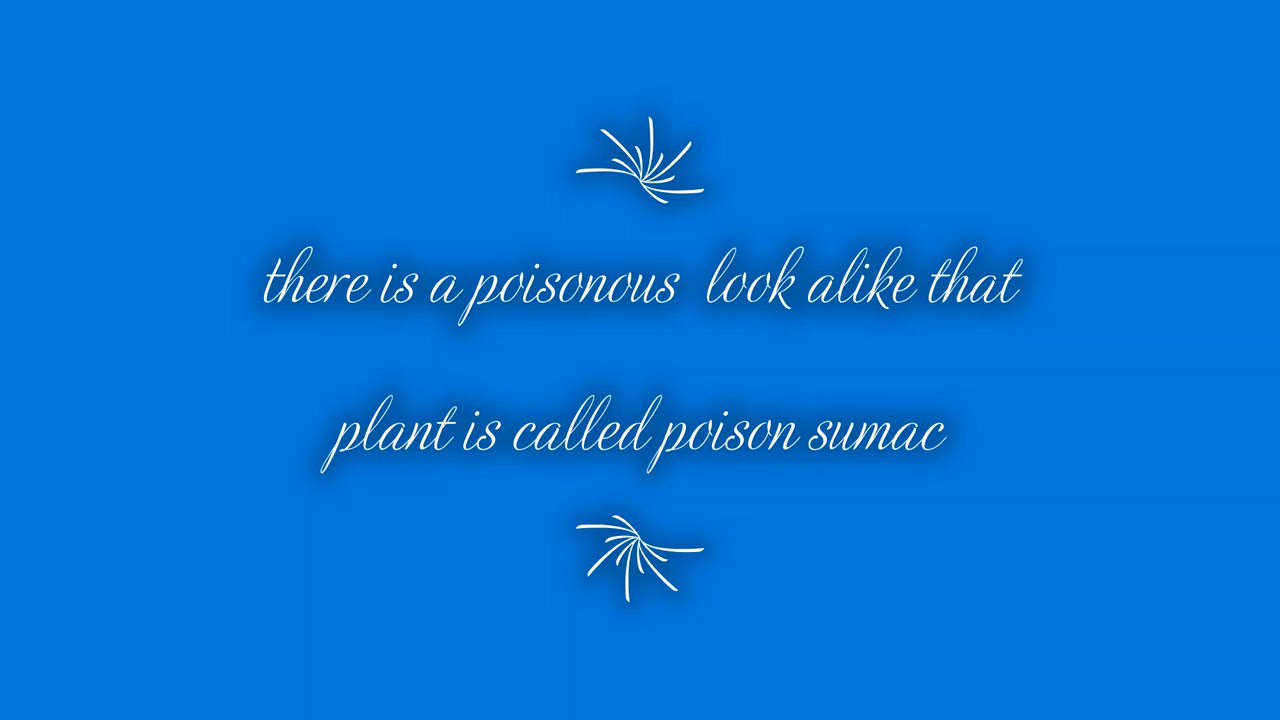 there is a poisonous  look alike that
plant is called poison sumac